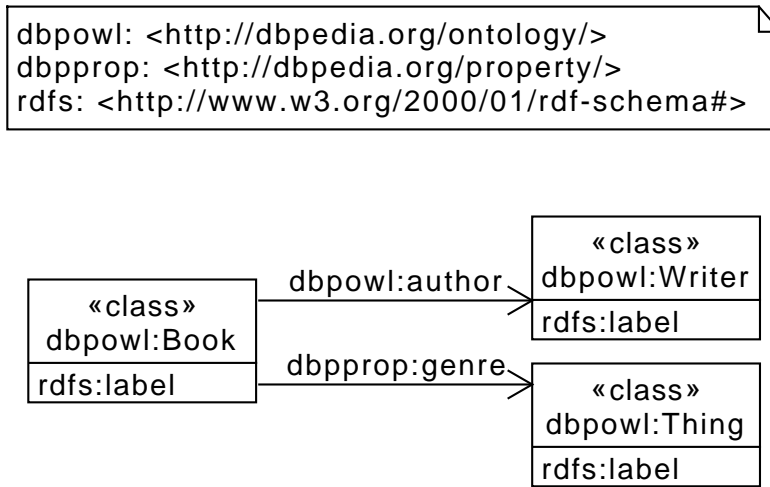 dbpowl: <http://dbpedia.org/ontology/>
dbpprop: <http://dbpedia.org/property/>
rdfs: <http://www.w3.org/2000/01/rdf-schema#>
«class»
dbpowl:Book
rdfs:label
dbpowl:author
«class»
dbpowl:Writer
rdfs:label
dbpprop:genre
«class»
dbpowl:Thing
rdfs:label